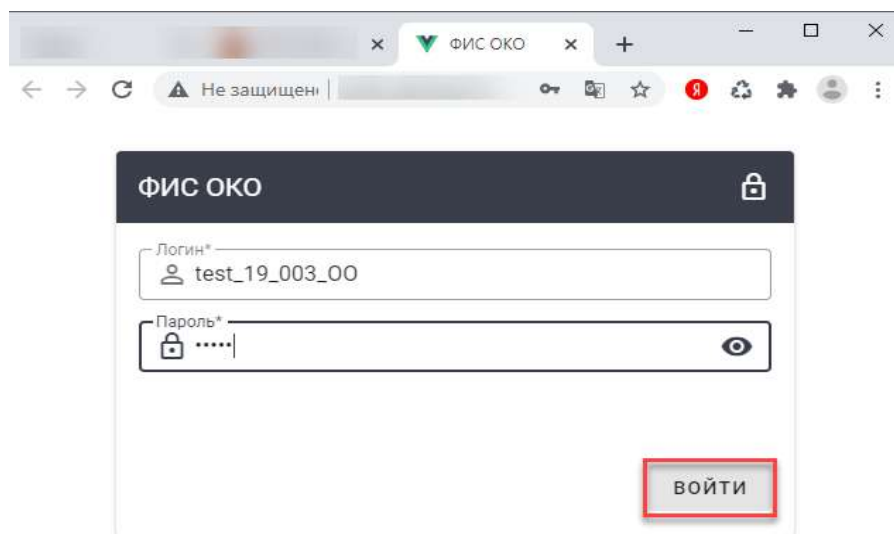 ФИС ОКО
Не защищен
ФИС ОКО
Логин*
test_19_003_OO
Пароль*
•••••
ВОЙТИ